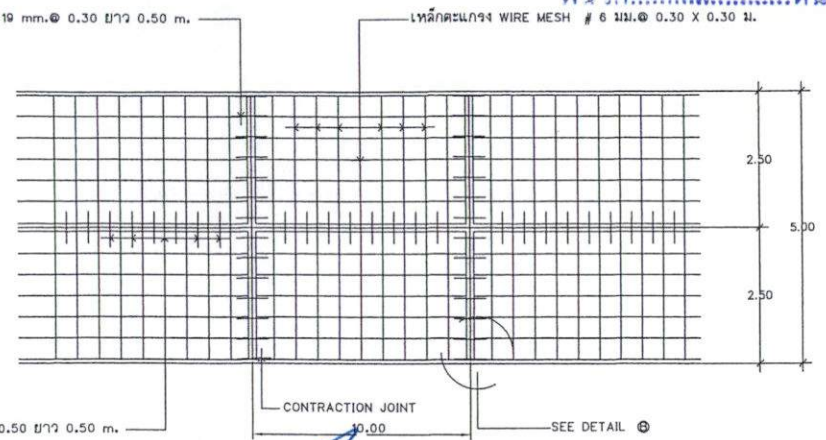 19 mm.@ 0.30 ยาว 0.50 m.
เหล็กตะแกรง WIRE MESH # 6 มม.@ 0.30 X 0.30 ม.
2.50
5.00
2.50
CONTRACTION JOINT
0.50 ยาว 0.50 m.
10.00
SEE DETAIL Ⓑ